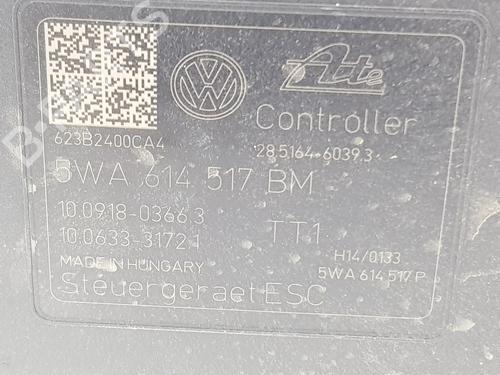 Ate
Controller
623B2400CA4
28.5164-6039.3
5WA 614 517 BM
10.0918-0366.3
10.0633-3172.1
TT1
H14/0133
MADE IN HUNGARY
5WA 614 517 P
Steuergeraet ESC